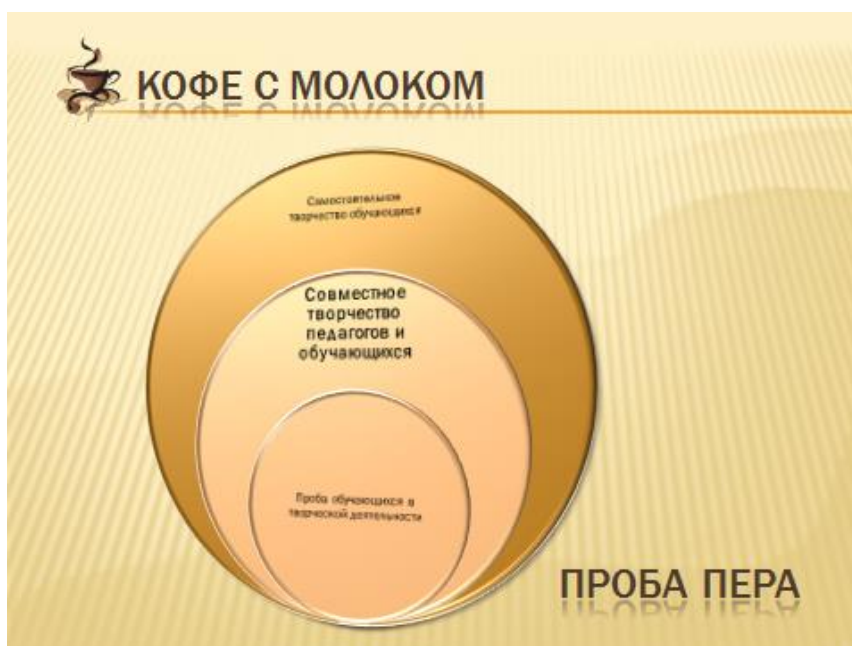 КОФЕ С МОЛОКОМ
Самостоятельное
творчество обучающихся
Совместное
творчество
педагогов и
обучающихся
Проба обучающихся в
творческой деятельности
ПРОБА ПЕРА